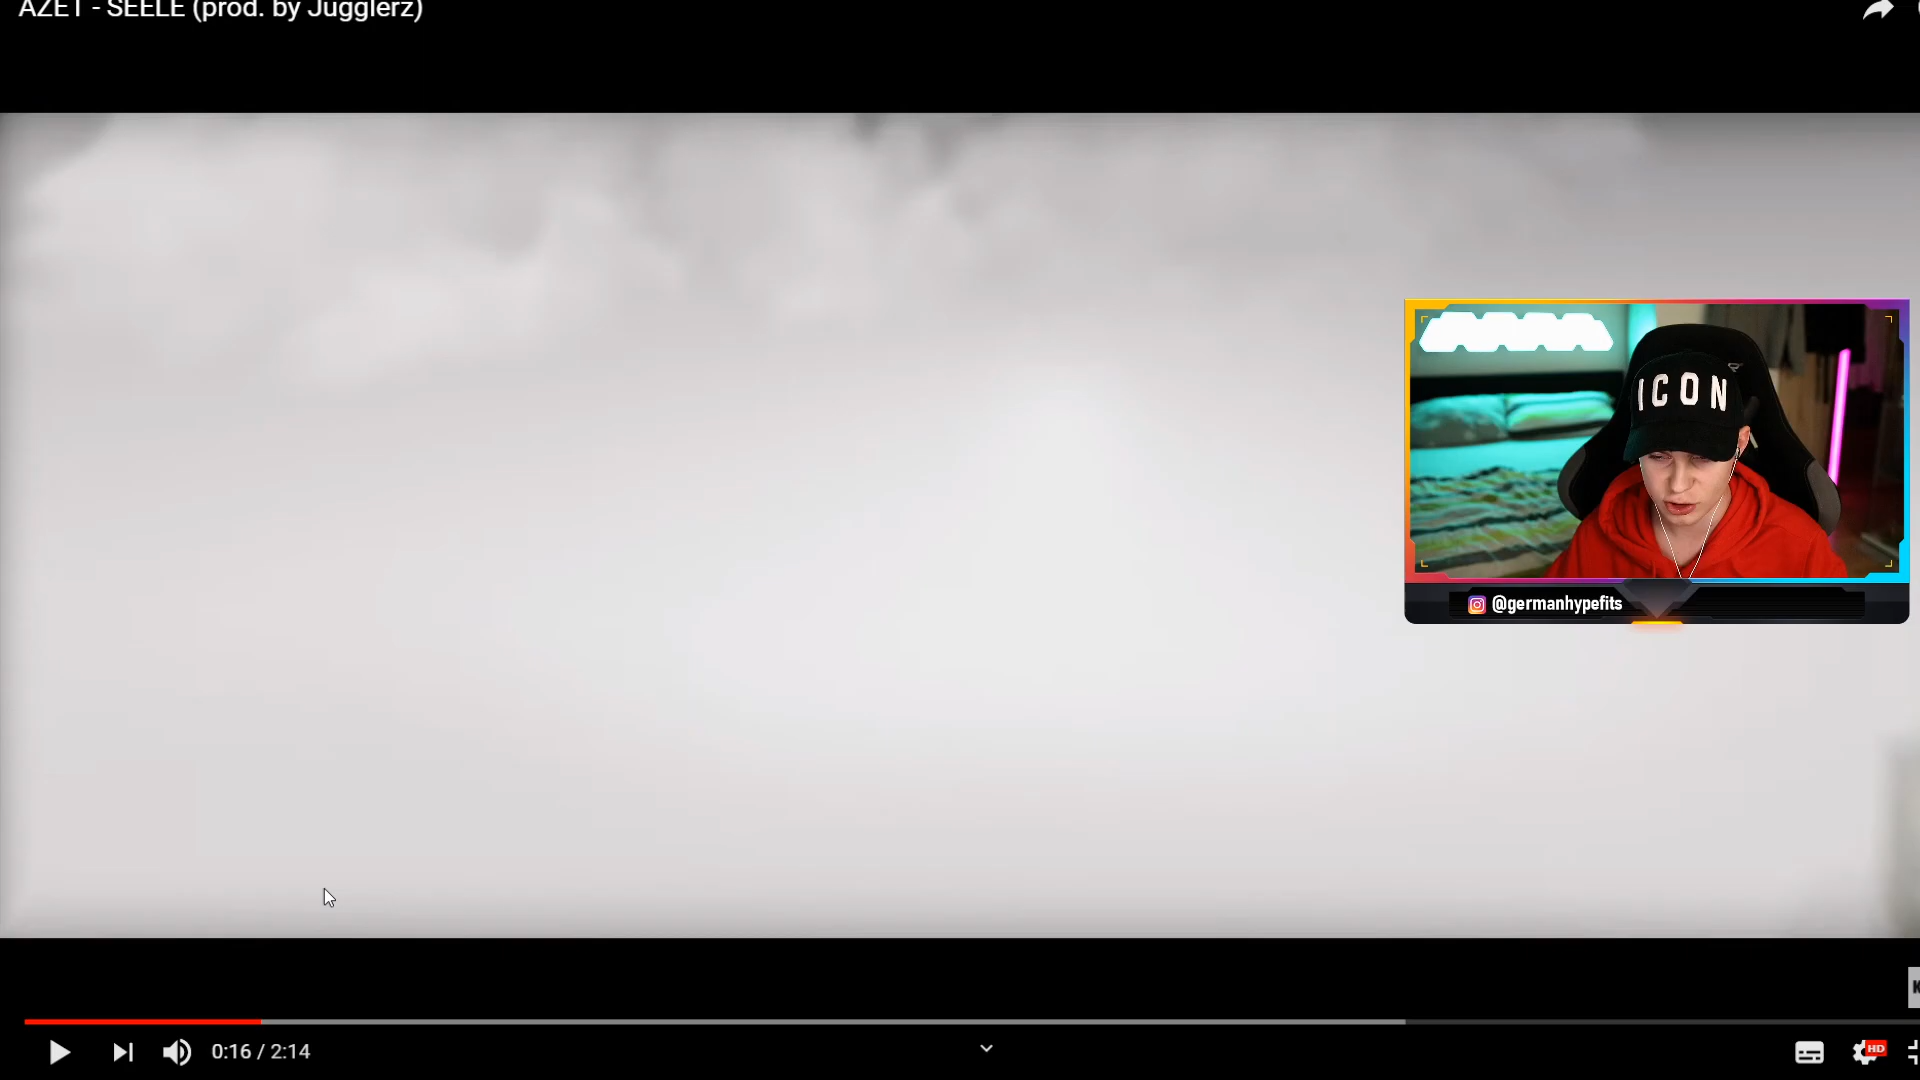 AZET - SEELE (prod. by Jugglerz)
ICON
@germanhypefits
0:16 / 2:14
HD